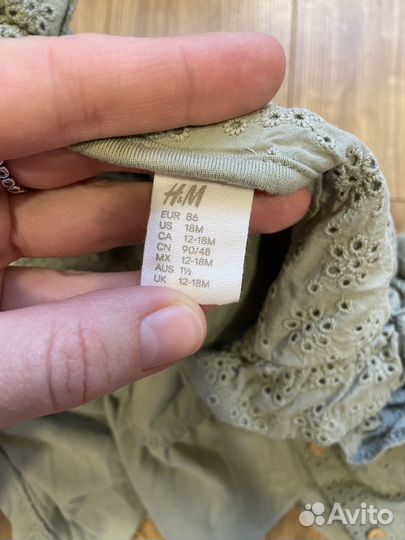 H&M
EUR 86
US 18M
CA 12-18M
CN 90/48
MX 12-18M
AUS 1½
UK 12-18M
Avito